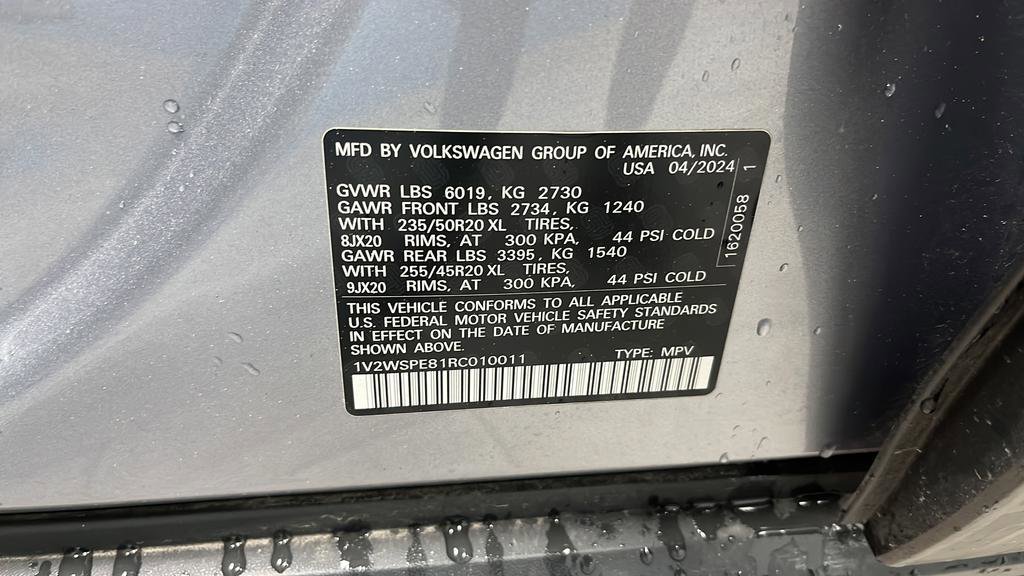 MFD BY VOLKSWAGEN GROUP OF AMERICA, INC.
USA 04/2024
GVWR LBS 6019, KG 2730
GAWR FRONT LBS 2734, KG 1240
WITH 235/50R20 XL TIRES,
8JX20 RIMS, AT 300 KPA, 44 PSI COLD
GAWR REAR LBS 3395, KG 1540
WITH 255/45R20 XL TIRES,
9JX20 RIMS, AT 300 KPA, 44 PSI COLD
1620058 1
THIS VEHICLE CONFORMS TO ALL APPLICABLE
U.S. FEDERAL MOTOR VEHICLE SAFETY STANDARDS
IN EFFECT ON THE DATE OF MANUFACTURE
SHOWN ABOVE.
1V2WSPE81RC010011 TYPE: MPV